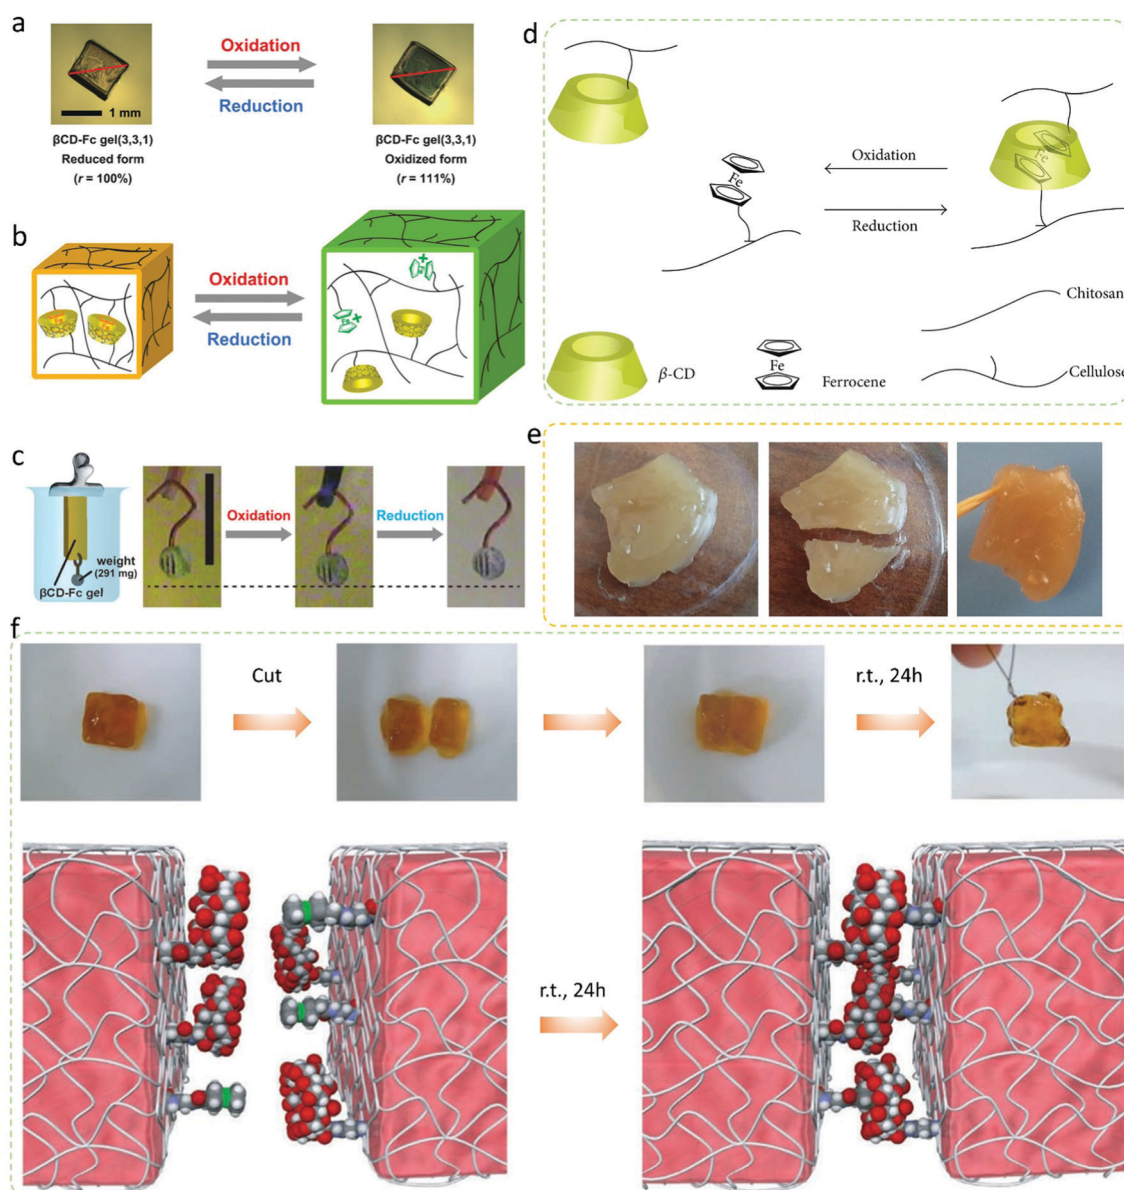 a
Oxidation
Reduction
1 mm
βCD-Fc gel(3,3,1)
Reduced form
(r = 100%)
βCD-Fc gel(3,3,1)
Oxidized form
(r = 111%)
b
Oxidation
Reduction
c
weight
(291 mg)
βCD-Fc gel
Oxidation
Reduction
d
Fe
Oxidation
Reduction
Fe
Chitosan
β-CD
Fe
Ferrocene
Cellulose
e
f
Cut
r.t., 24h
r.t., 24h